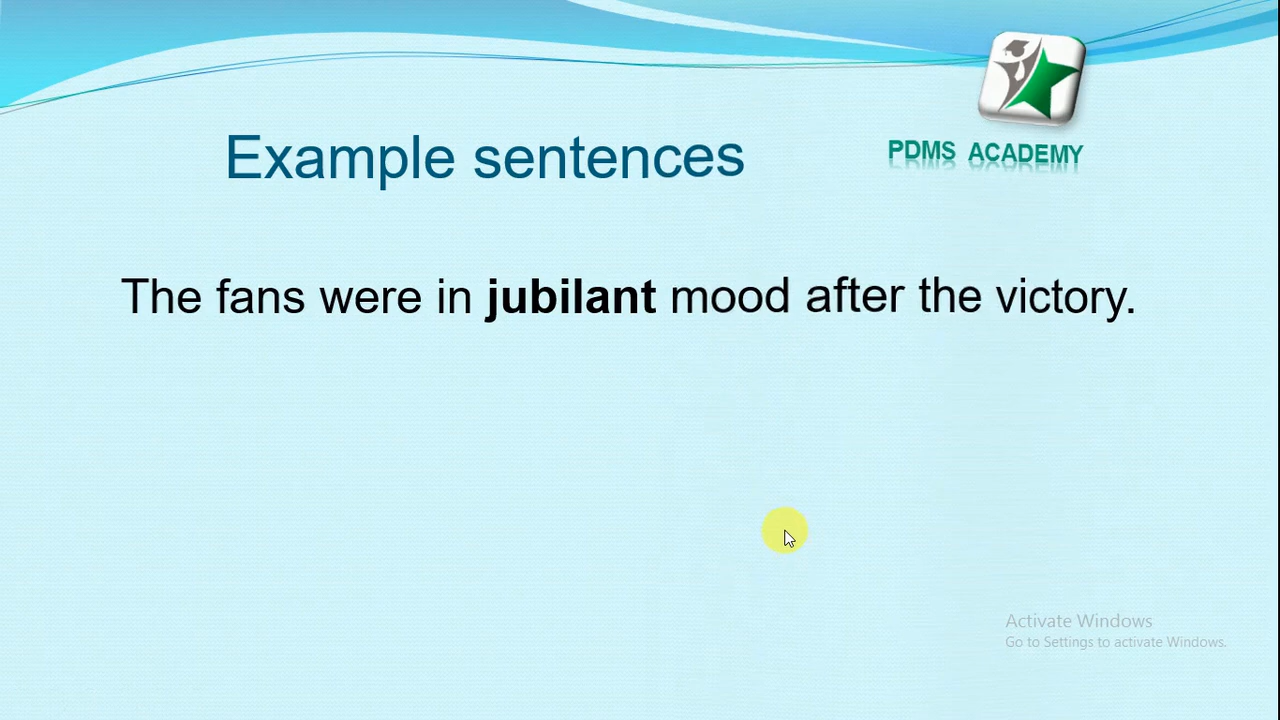 PDMS ACADEMY
Example sentences
The fans were in jubilant mood after the victory.
Activate Windows
Go to Settings to activate Windows.